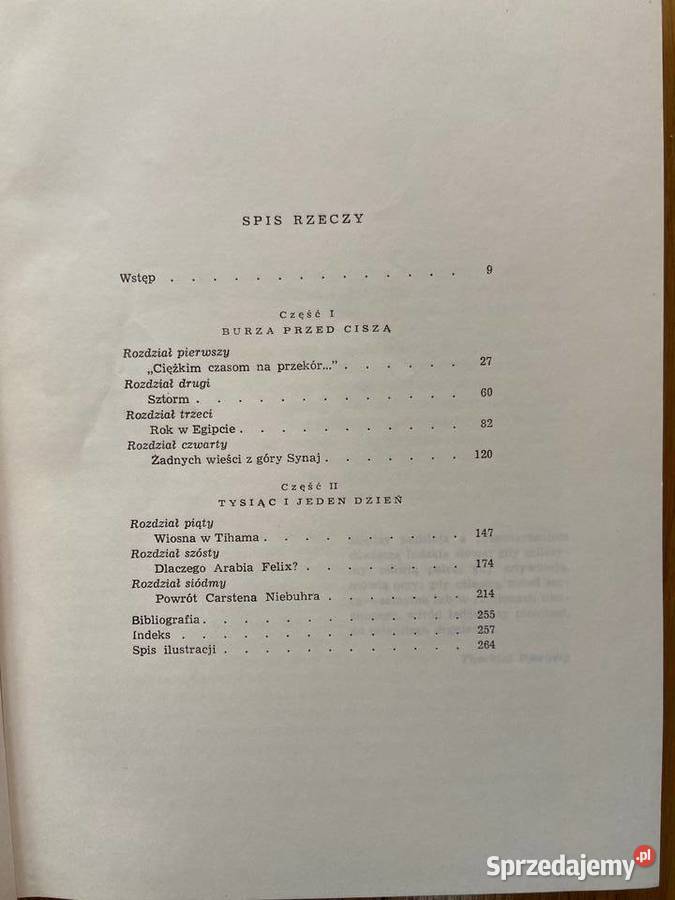 SPIS RZECZY
Wstęp . . . . . . . . . . . . . 9
Część I
BURZA PRZED CISZĄ
Rozdział pierwszy
„Ciężkim czasom na przekór..." . . . . . . 27
Rozdział drugi
Sztorm . . . . . . . . . . . 60
Rozdział trzeci
Rok w Egipcie . . . . . . . . . . 82
Rozdział czwarty
Żadnych wieści z góry Synaj . . . . . . . 120
Część II
TYSIĄC I JEDEN DZIEŃ
Rozdział piąty
Wiosna w Tihama . . . . . . . . . . 147
Rozdział szósty
Dlaczego Arabia Felix? . . . . . . . . 174
Rozdział siódmy
Powrót Carstena Niebuhra . . . . . . . 214
Bibliografia . . . . . . . . . . . . 255
Indeks . . . . . . . . . . . . 257
Spis ilustracji . . . . . . . . . . . 264
Sprzedajemy.pl